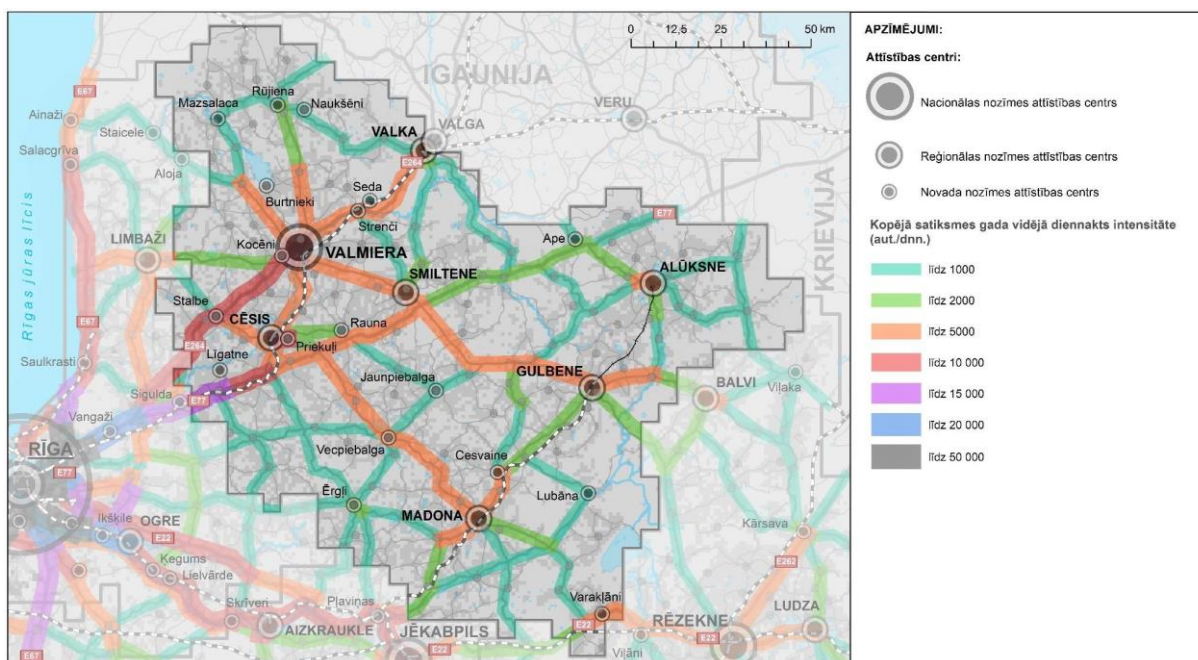 0 12,5 25 50 km
IGAUNIJA
VERU
Mazsalaca
Rūjiena
Naukšēni
Ainaži
E67
Staicele
Salacgrīva
Aloja
VALKA
VALGA
E264
Burtnieki
Seda
Strenči
E77
Rīgas jūras līcis
LIMBAŽI
Kocēni
VALMIERA
Ape
KRIEVIJA
SMILTENE
ALŪKSNE
Stalbe
E67
CĒSIS
Rauna
E264
Priekuļi
Saulkrasti
Līgatne
Sigulda
E77
Jaunpiebalga
GULBENE
BALVI
Viļaka
Vangaži
RĪGA
E77
Vecpiebalga
Cesvaine
Ērgļi
Lubāna
MADONA
Ikšķile
OGRE
E22
Ķegums
Lielvārde
Kārsava
E262
Skrīveri
Pļaviņas
AIZKRAUKLE
JĒKABPILS
E22
Varakļāni
E22
RĒZEKNE
E22
LUDZA
Viļāni
E67
APZĪMĒJUMI:
Attīstības centri:
Nacionālas nozīmes attīstības centrs
Reģionālas nozīmes attīstības centrs
Novada nozīmes attīstības centrs
Kopējā satiksmes gada vidējā diennakts intensitāte
(aut./dnn.)
līdz 1000
līdz 2000
līdz 5000
līdz 10 000
līdz 15 000
līdz 20 000
līdz 50 000